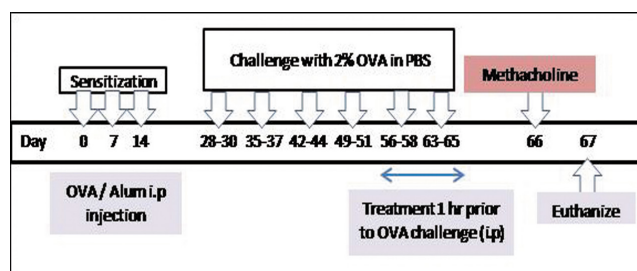 Sensitization
Challenge with 2% OVA in PBS
Methacholine
Day 0 7 14 28-30 35-37 42-44 49-51 56-58 63-65 66 67
OVA / Alum i.p
injection
Treatment 1 hr prior
to OVA challenge (i.p)
Euthanize